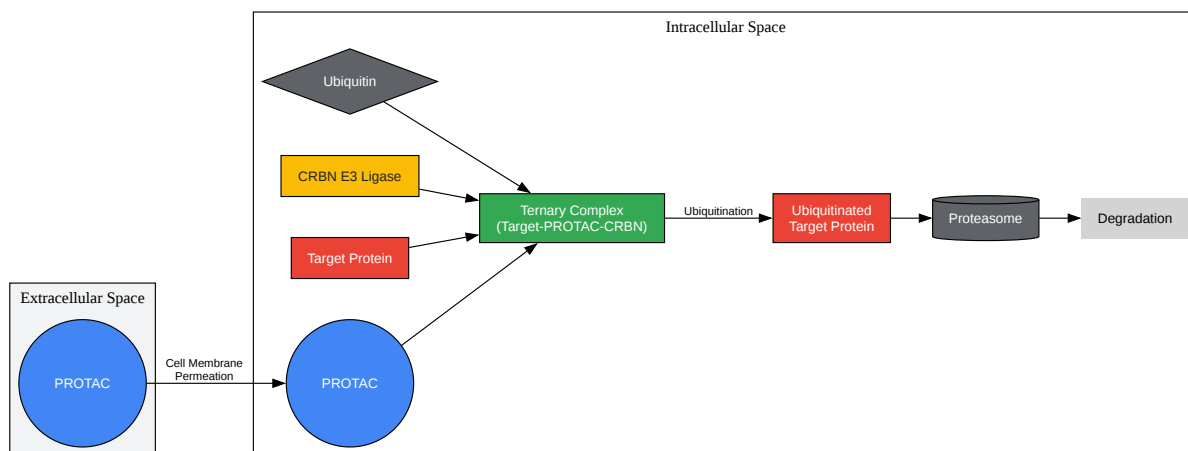 Intracellular Space
Ubiquitin
CRBN E3 Ligase
Ternary Complex
(Target-PROTAC-CRBN)
Ubiquitination
Ubiquitinated
Target Protein
Proteasome
Degradation
Target Protein
Extracellular Space
PROTAC
Cell Membrane
Permeation
PROTAC